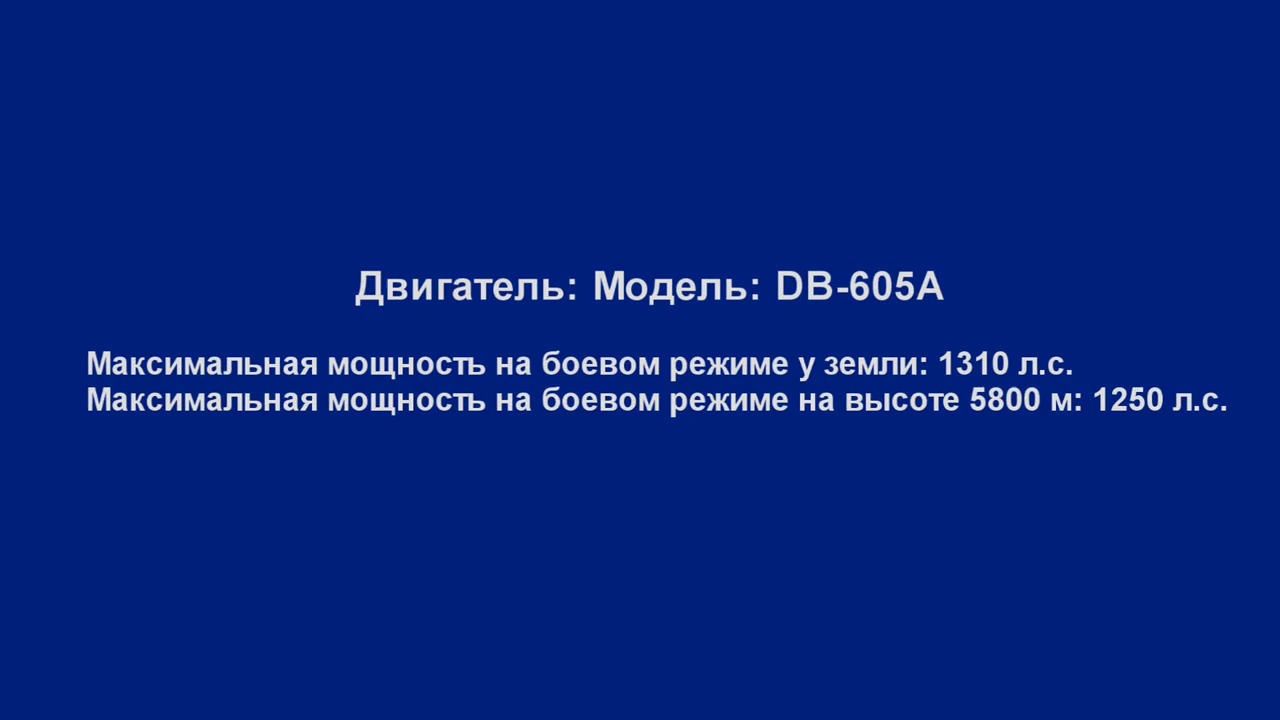 Двигатель: Модель: DB-605A
Максимальная мощность на боевом режиме у земли: 1310 л.с.
Максимальная мощность на боевом режиме на высоте 5800 м: 1250 л.с.